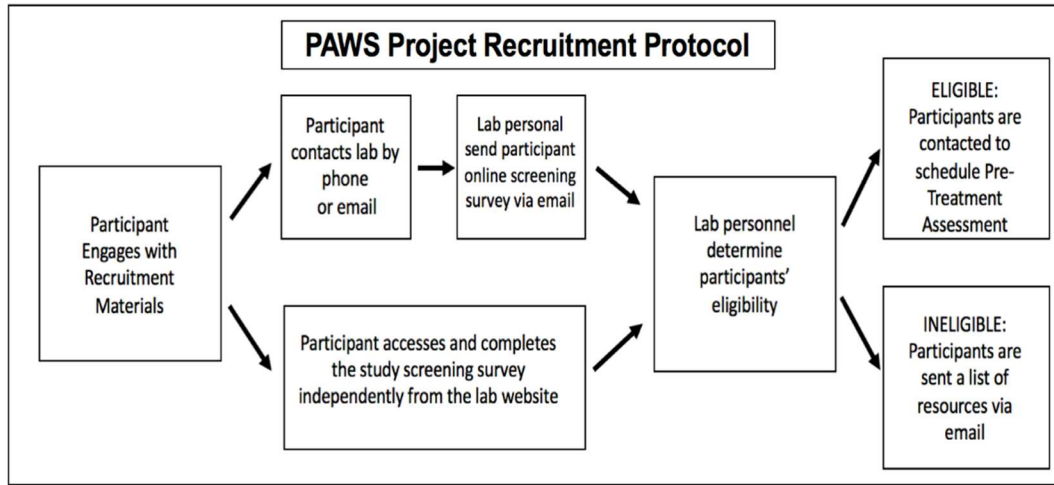 PAWS Project Recruitment Protocol
Participant
Engages with
Recruitment
Materials
Participant
contacts lab by
phone
or email
Lab personal
send participant
online screening
survey via email
Participant accesses and completes
the study screening survey
independently from the lab website
Lab personnel
determine
participants’
eligibility
ELIGIBLE:
Participants are
contacted to
schedule Pre-
Treatment
Assessment
INELIGIBLE:
Participants are
sent a list of
resources via
email